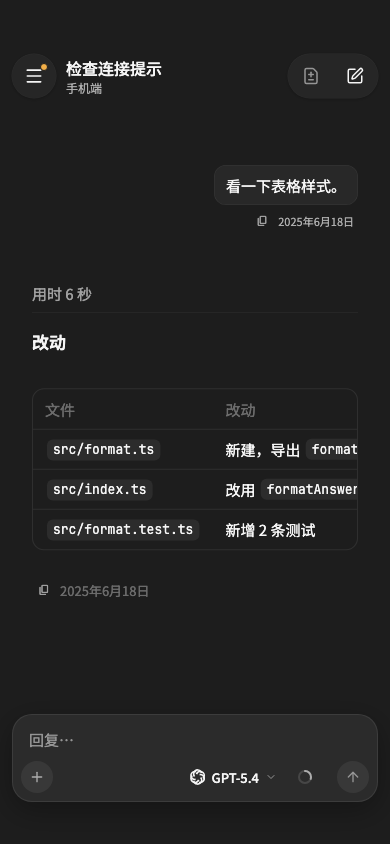 检查连接提示
手机端
看一下表格样式。
2025年6月18日
用时 6 秒
改动
文件 改动
src/format.ts 新建，导出 format
src/index.ts 改用 formatAnswer
src/format.test.ts 新增 2 条测试
2025年6月18日
回复…
GPT-5.4